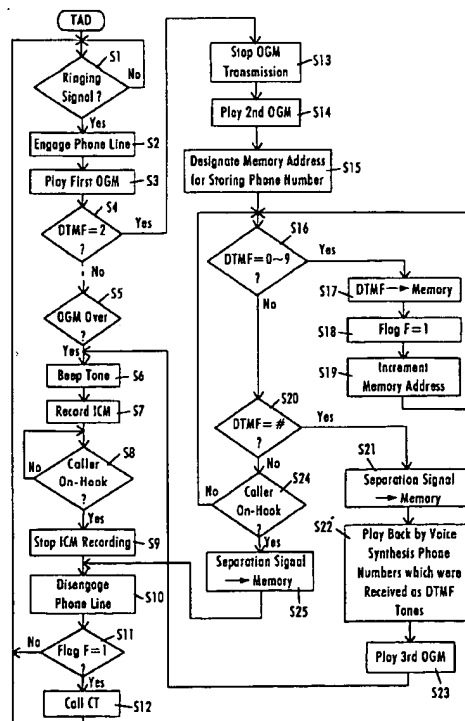 TAD
S1
Ringing
Signal ?
No
Yes
Engage Phone Line
S2
Play First OGM
S3
S4
DTMF = 2
?
Yes
No
S5
OGM Over
?
Yes
Beep Tone
S6
Record ICM
S7
S8
Caller
On-Hook
?
No
Yes
Stop ICM Recording
S9
Disengage
Phone Line
S10
S11
Flag F = 1
?
No
Yes
Call CT
S12
Stop OGM
Transmission
S13
Play 2nd OGM
S14
Designate Memory Address
for Storing Phone Number
S15
S16
DTMF = 0~9
?
Yes
No
S17
DTMF → Memory
S18
Flag F = 1
S19
Increment
Memory Address
S20
DTMF = #
?
Yes
No
S21
Separation Signal
→ Memory
S22
Play Back by Voice
Synthesis Phone
Numbers which were
Received as DTMF
Tones
Play 3rd OGM
S23
S24
Caller
On-Hook
?
No
Yes
Separation Signal
→ Memory
S25